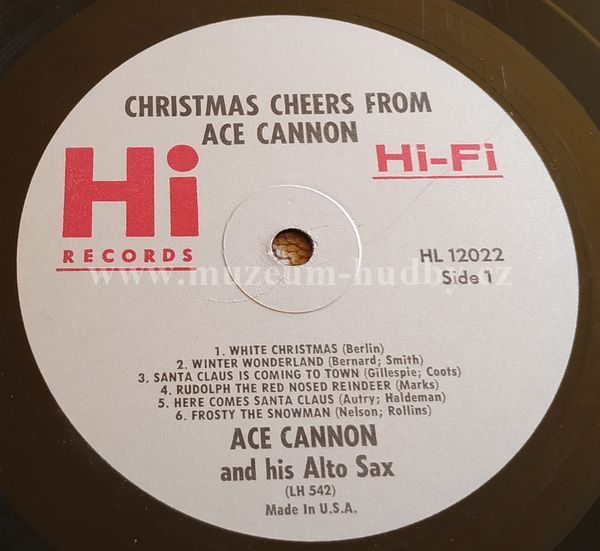 CHRISTMAS CHEERS FROM
ACE CANNON
Hi
RECORDS
Hi-Fi
HL 12022
Side 1
www.muzeum-hudby.cz
1. WHITE CHRISTMAS (Berlin)
2. WINTER WONDERLAND (Bernard; Smith)
3. SANTA CLAUS IS COMING TO TOWN (Gillespie; Coots)
4. RUDOLPH THE RED NOSED REINDEER (Marks)
5. HERE COMES SANTA CLAUS (Autry; Haldeman)
6. FROSTY THE SNOWMAN (Nelson; Rollins)
ACE CANNON
and his Alto Sax
(LH 542)
Made In U.S.A.